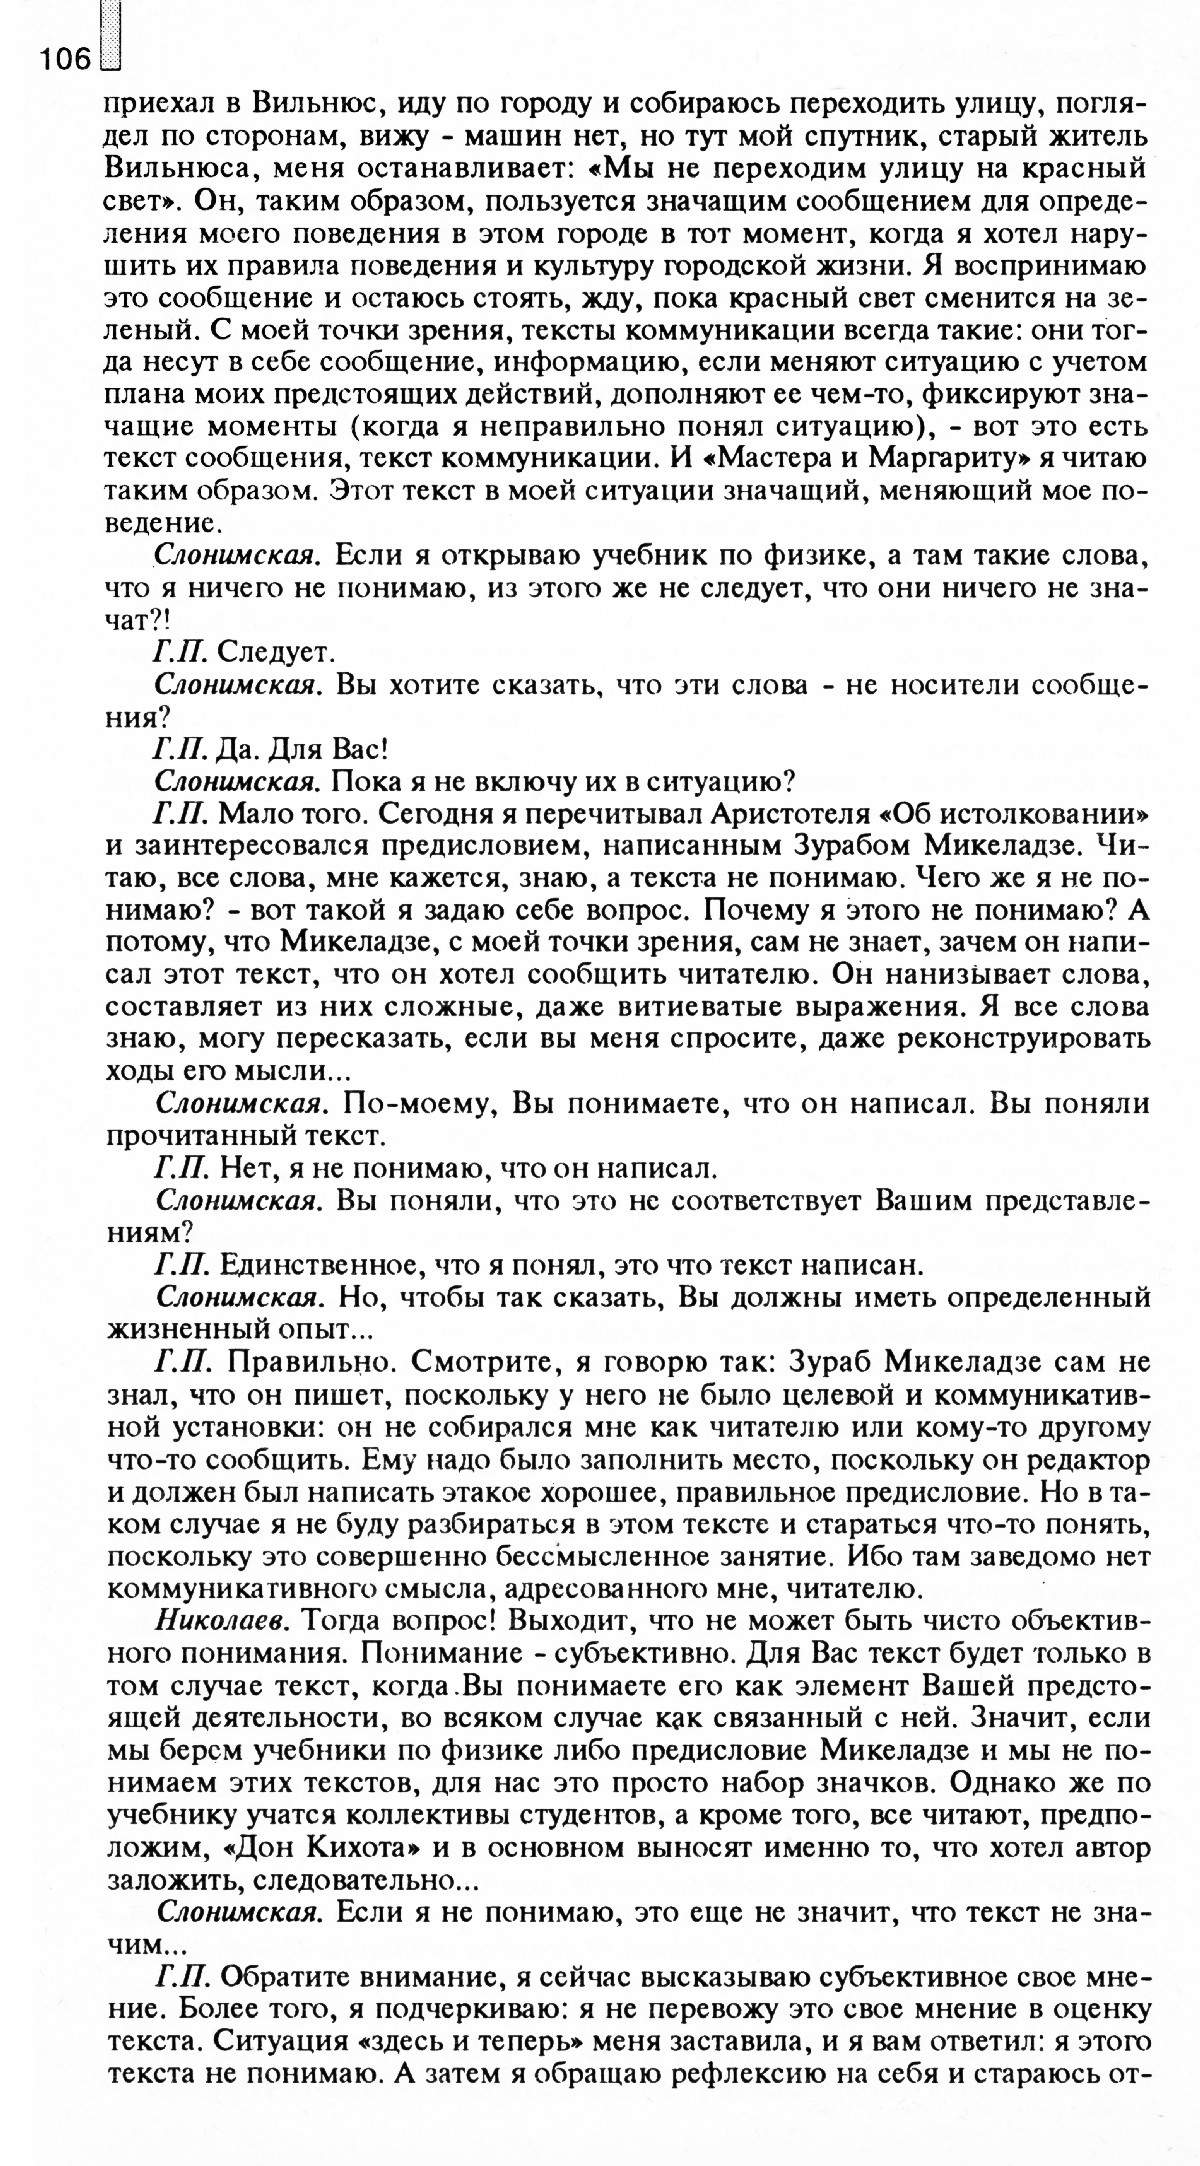 106
приехал в Вильнюс, иду по городу и собираюсь переходить улицу, погля-
дел по сторонам, вижу - машин нет, но тут мой спутник, старый житель
Вильнюса, меня останавливает: «Мы не переходим улицу на красный
свет». Он, таким образом, пользуется значащим сообщением для опреде-
ления моего поведения в этом городе в тот момент, когда я хотел нару-
шить их правила поведения и культуру городской жизни. Я воспринимаю
это сообщение и остаюсь стоять, жду, пока красный свет сменится на зе-
леный. С моей точки зрения, тексты коммуникации всегда такие: они тог-
да несут в себе сообщение, информацию, если меняют ситуацию с учетом
плана моих предстоящих действий, дополняют ее чем-то, фиксируют зна-
чащие моменты (когда я неправильно понял ситуацию), - вот это есть
текст сообщения, текст коммуникации. И «Мастера и Маргариту» я читаю
таким образом. Этот текст в моей ситуации значащий, меняющий мое по-
ведение.
Слонимская. Если я открываю учебник по физике, а там такие слова,
что я ничего не понимаю, из этого же не следует, что они ничего не зна-
чат?!
Г.П. Следует.
Слонимская. Вы хотите сказать, что эти слова - не носители сообще-
ния?
Г.П. Да. Для Вас!
Слонимская. Пока я не включу их в ситуацию?
Г.П. Мало того. Сегодня я перечитывал Аристотеля «Об истолковании»
и заинтересовался предисловием, написанным Зурабом Микеладзе. Чи-
таю, все слова, мне кажется, знаю, а текста не понимаю. Чего же я не по-
нимаю? - вот такой я задаю себе вопрос. Почему я этого не понимаю? А
потому, что Микеладзе, с моей точки зрения, сам не знает, зачем он напи-
сал этот текст, что он хотел сообщить читателю. Он нанизывает слова,
составляет из них сложные, даже витиеватые выражения. Я все слова
знаю, могу пересказать, если вы меня спросите, даже реконструировать
ходы его мысли...
Слонимская. По-моему, Вы понимаете, что он написал. Вы поняли
прочитанный текст.
Г.П. Нет, я не понимаю, что он написал.
Слонимская. Вы поняли, что это не соответствует Вашим представле-
ниям?
Г.П. Единственное, что я понял, это что текст написан.
Слонимская. Но, чтобы так сказать, Вы должны иметь определенный
жизненный опыт...
Г.П. Правильно. Смотрите, я говорю так: Зураб Микеладзе сам не
знал, что он пишет, поскольку у него не было целевой и коммуникатив-
ной установки: он не собирался мне как читателю или кому-то другому
что-то сообщить. Ему надо было заполнить место, поскольку он редактор
и должен был написать этакое хорошее, правильное предисловие. Но в та-
ком случае я не буду разбираться в этом тексте и стараться что-то понять,
поскольку это совершенно бессмысленное занятие. Ибо там заведомо нет
коммуникативного смысла, адресованного мне, читателю.
Николаев. Тогда вопрос! Выходит, что не может быть чисто объектив-
ного понимания. Понимание - субъективно. Для Вас текст будет только в
том случае текст, когда Вы понимаете его как элемент Вашей предсто-
ящей деятельности, во всяком случае как связанный с ней. Значит, если
мы берем учебники по физике либо предисловие Микеладзе и мы не по-
нимаем этих текстов, для нас это просто набор значков. Однако же по
учебнику учатся коллективы студентов, а кроме того, все читают, предпо-
ложим, «Дон Кихота» и в основном выносят именно то, что хотел автор
заложить, следовательно...
Слонимская. Если я не понимаю, это еще не значит, что текст не зна-
чим...
Г.П. Обратите внимание, я сейчас высказываю субъективное свое мне-
ние. Более того, я подчеркиваю: я не перевожу это свое мнение в оценку
текста. Ситуация «здесь и теперь» меня заставила, и я вам ответил: я этого
текста не понимаю. А затем я обращаю рефлексию на себя и стараюсь от-